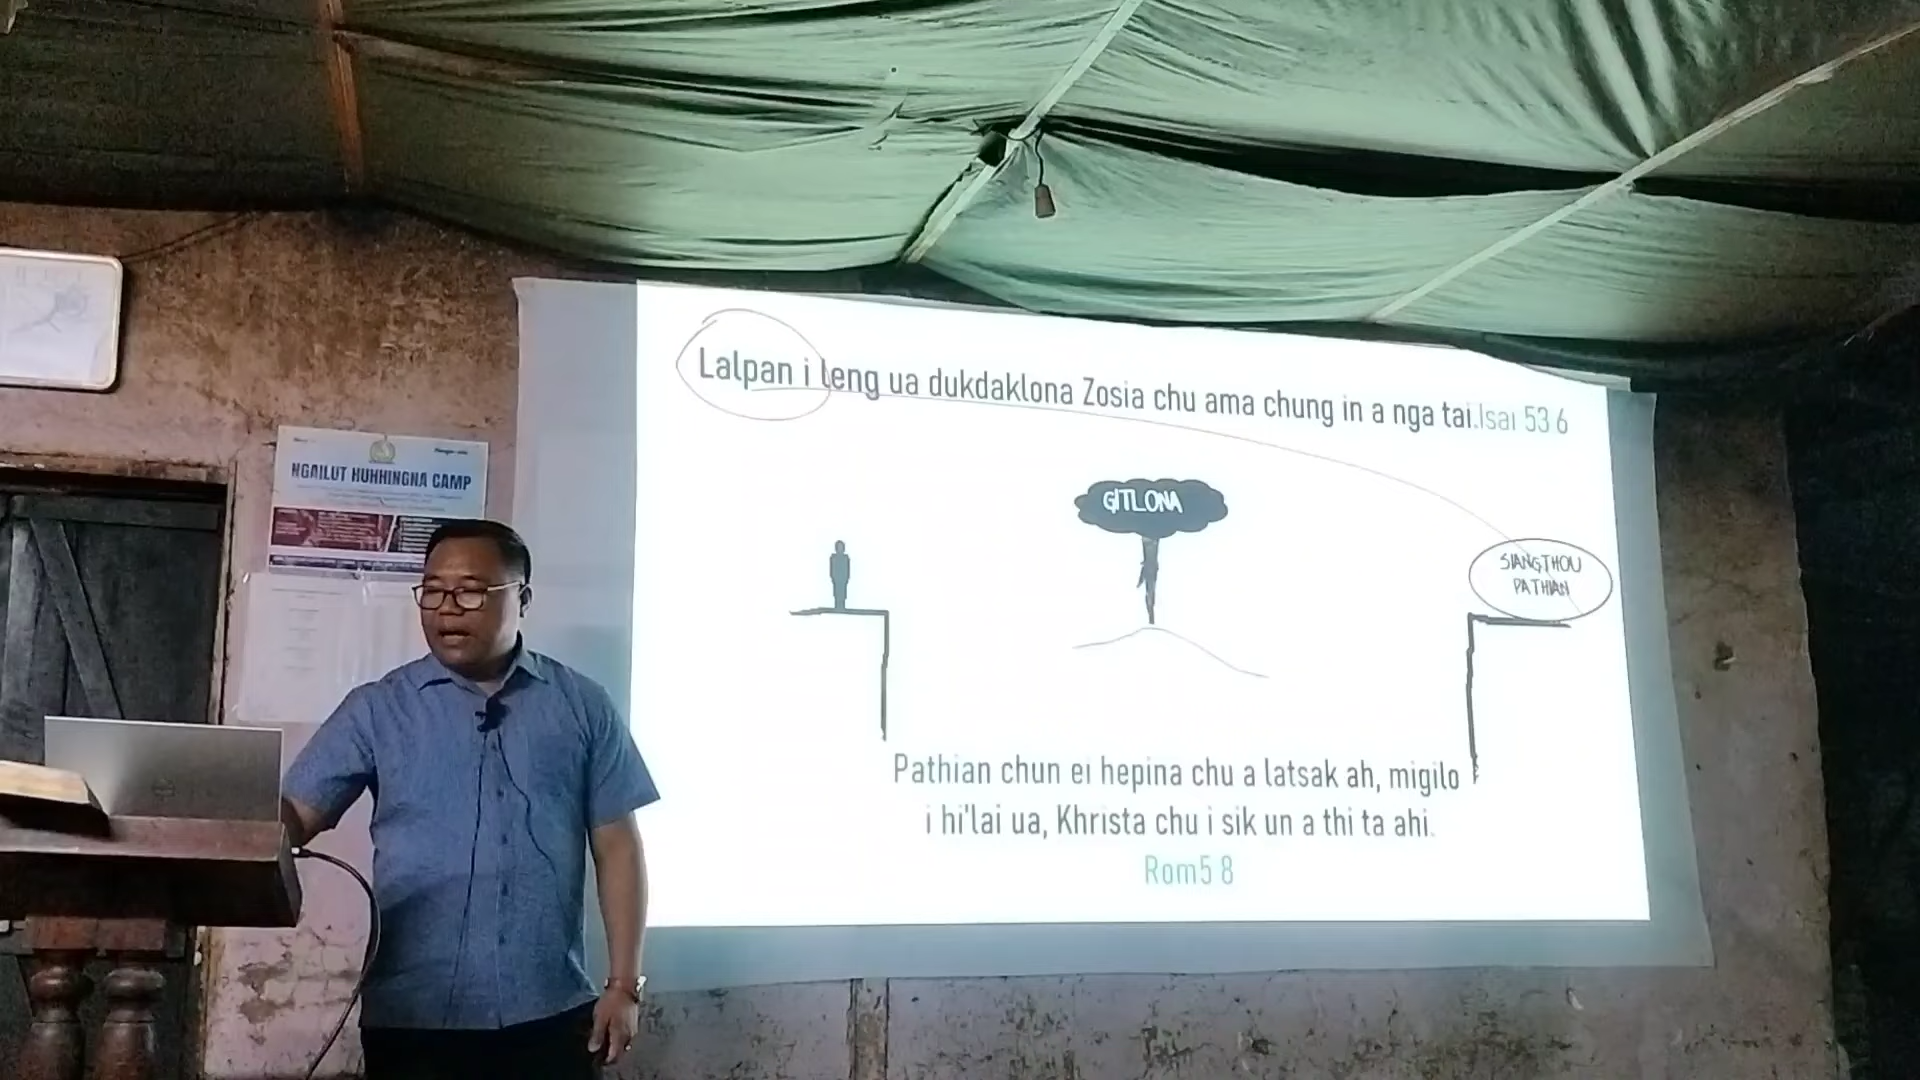 Lalpan i leng ua dukdaklona Zosia chu ama chung in a nga tai.Isai 53 6
GITLONA
SIANGTHOU
PATHIAN
Pathian chun ei hepina chu a latsak ah, migilo
i hi'lai ua, Khrista chu i sik un a thi ta ahi.
Rom5 8
NGAILUT HUHHINGNA CAMP